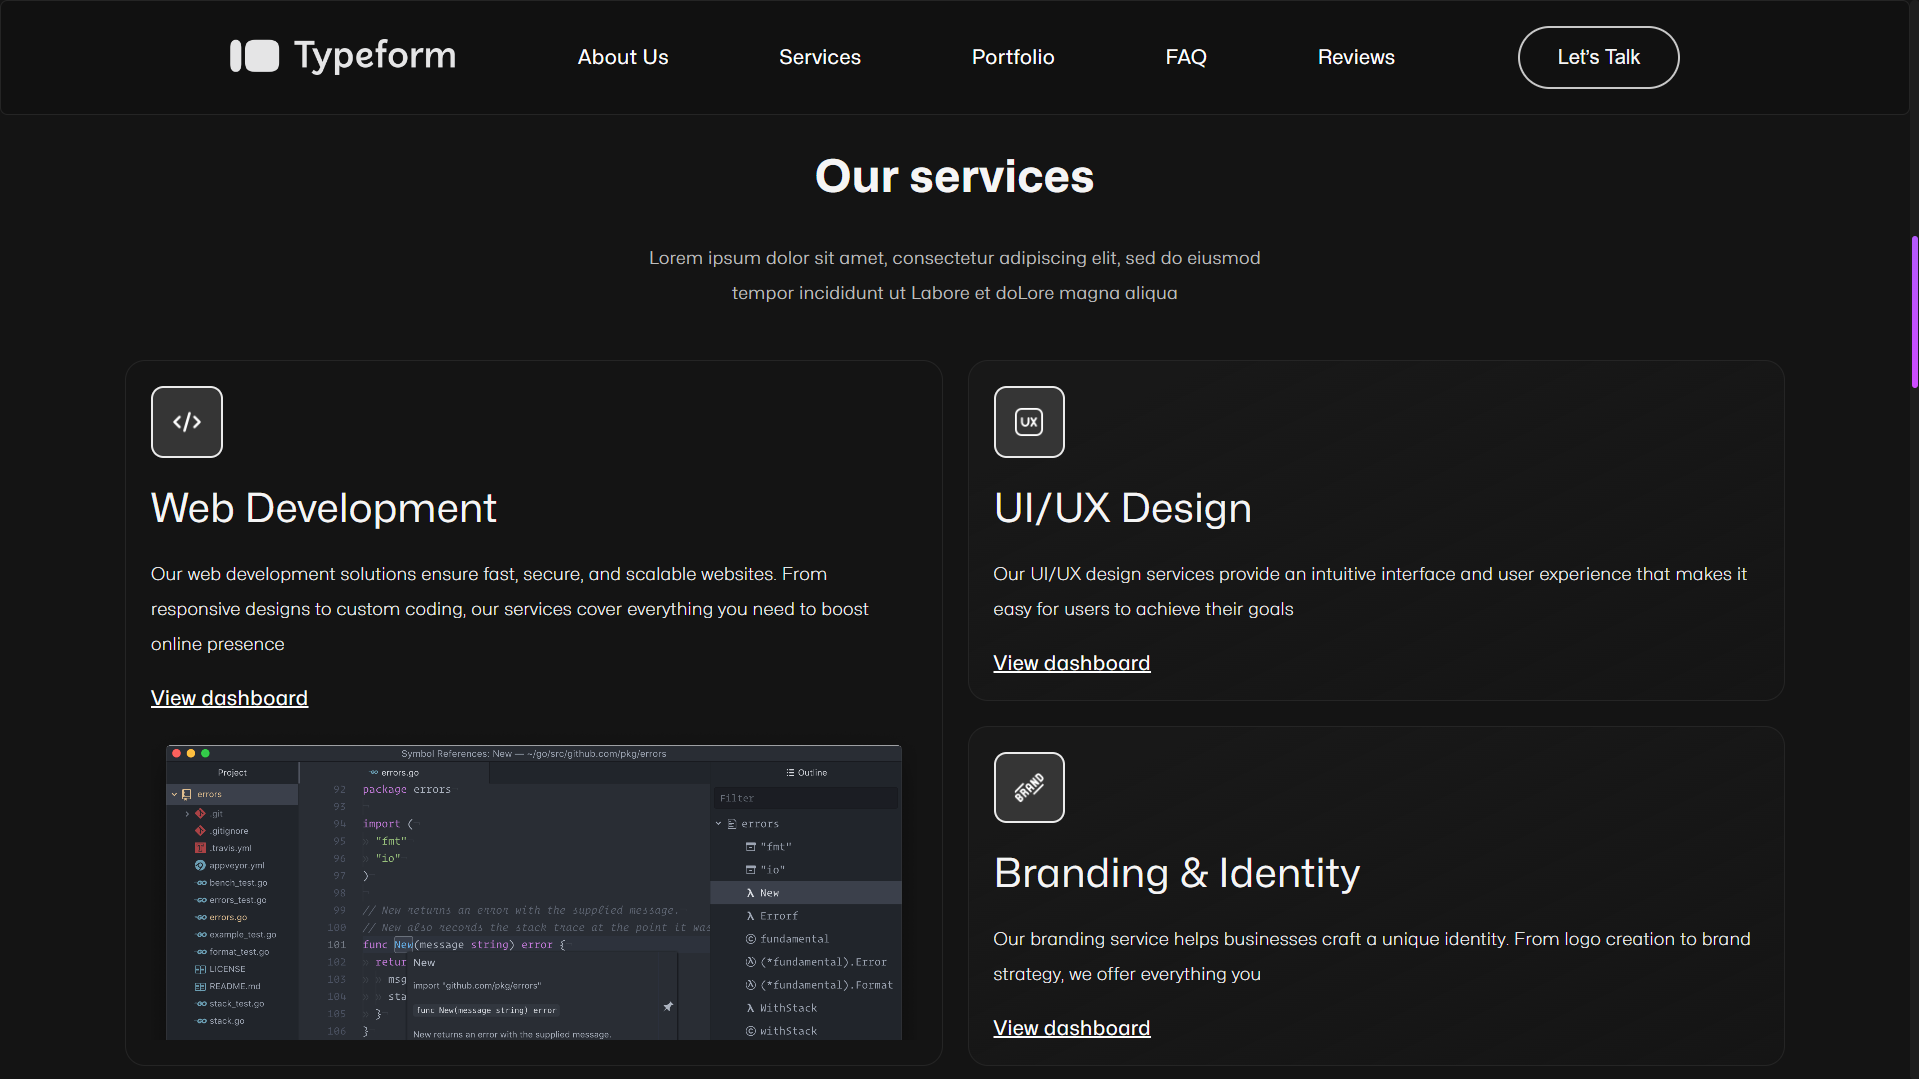 Typeform
About Us
Services
Portfolio
FAQ
Reviews
Let's Talk
Our services
Lorem ipsum dolor sit amet, consectetur adipiscing elit, sed do eiusmod
tempor incididunt ut Labore et doLore magna aliqua
</>
Web Development
Our web development solutions ensure fast, secure, and scalable websites. From
responsive designs to custom coding, our services cover everything you need to boost
online presence
View dashboard
Symbol References: New — ~/go/src/github.com/pkg/errors
Project
errors
.git
.gitignore
.travis.yml
appveyor.yml
bench_test.go
errors_test.go
errors.go
example_test.go
format_test.go
LICENSE
README.md
stack_test.go
stack.go
errors.go
92 package errors
93
94 import (
95 "fmt"
96 "io"
97 )
98
99 // New returns an error with the supplied message.
100 // New also records the stack trace at the point it was
101 func New(message string) error {
102 retur
103 msg
104 sta
105 }
106 }
New
import "github.com/pkg/errors"
func New(message string) error
New returns an error with the supplied message.
Outline
Filter
errors
"fmt"
"io"
λ New
λ Errorf
fundamental
(*fundamental).Error
(*fundamental).Format
λ WithStack
withStack
UX
UI/UX Design
Our UI/UX design services provide an intuitive interface and user experience that makes it
easy for users to achieve their goals
View dashboard
BRAND
Branding & Identity
Our branding service helps businesses craft a unique identity. From logo creation to brand
strategy, we offer everything you
View dashboard